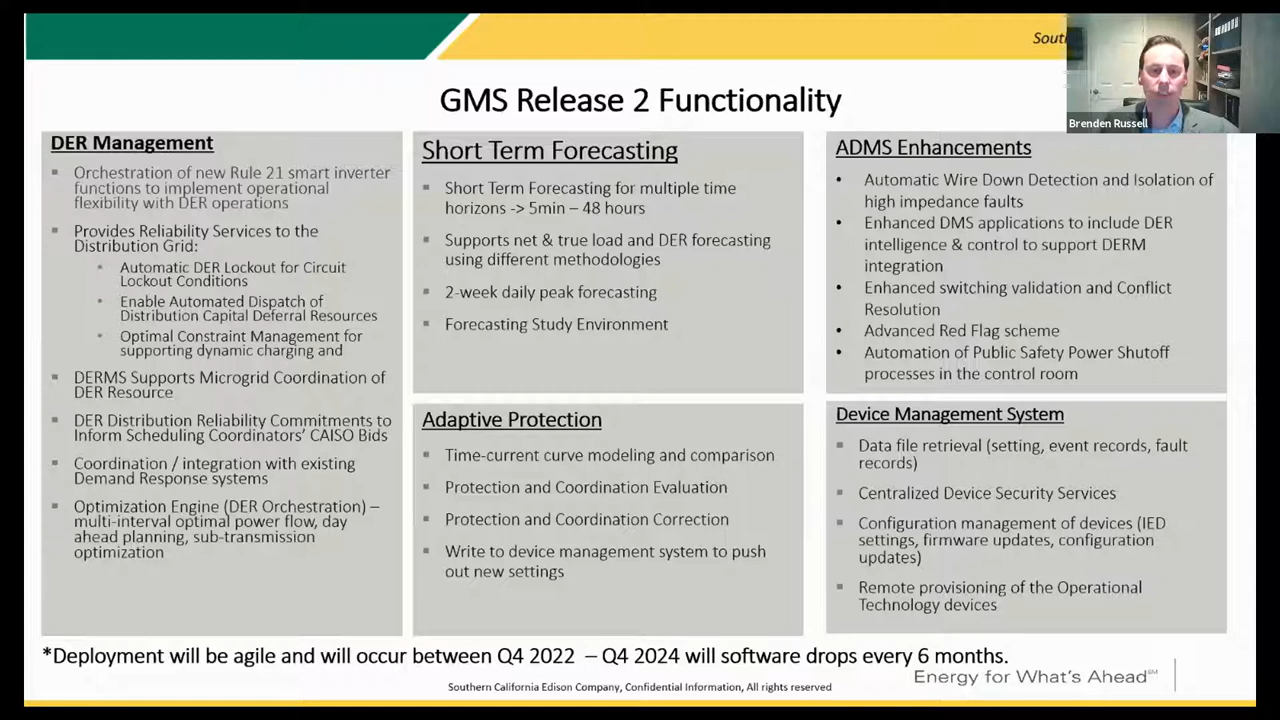 Sout
Brenden Russell
GMS Release 2 Functionality
DER Management
▪ Orchestration of new Rule 21 smart inverter
functions to implement operational
flexibility with DER operations
▪ Provides Reliability Services to the
Distribution Grid:
▪ Automatic DER Lockout for Circuit
Lockout Conditions
▪ Enable Automated Dispatch of
Distribution Capital Deferral Resources
▪ Optimal Constraint Management for
supporting dynamic charging and
▪ DERMS Supports Microgrid Coordination of
DER Resource
▪ DER Distribution Reliability Commitments to
Inform Scheduling Coordinators’ CAISO Bids
▪ Coordination / integration with existing
Demand Response systems
▪ Optimization Engine (DER Orchestration) –
multi-interval optimal power flow, day
ahead planning, sub-transmission
optimization
Short Term Forecasting
▪ Short Term Forecasting for multiple time
horizons -> 5min – 48 hours
▪ Supports net & true load and DER forecasting
using different methodologies
▪ 2-week daily peak forecasting
▪ Forecasting Study Environment
Adaptive Protection
▪ Time-current curve modeling and comparison
▪ Protection and Coordination Evaluation
▪ Protection and Coordination Correction
▪ Write to device management system to push
out new settings
ADMS Enhancements
• Automatic Wire Down Detection and Isolation of
high impedance faults
• Enhanced DMS applications to include DER
intelligence & control to support DERM
integration
• Enhanced switching validation and Conflict
Resolution
• Advanced Red Flag scheme
• Automation of Public Safety Power Shutoff
processes in the control room
Device Management System
▪ Data file retrieval (setting, event records, fault
records)
▪ Centralized Device Security Services
▪ Configuration management of devices (IED
settings, firmware updates, configuration
updates)
▪ Remote provisioning of the Operational
Technology devices
*Deployment will be agile and will occur between Q4 2022 – Q4 2024 will software drops every 6 months.
Energy for What's Ahead℠
Southern California Edison Company, Confidential Information, All rights reserved